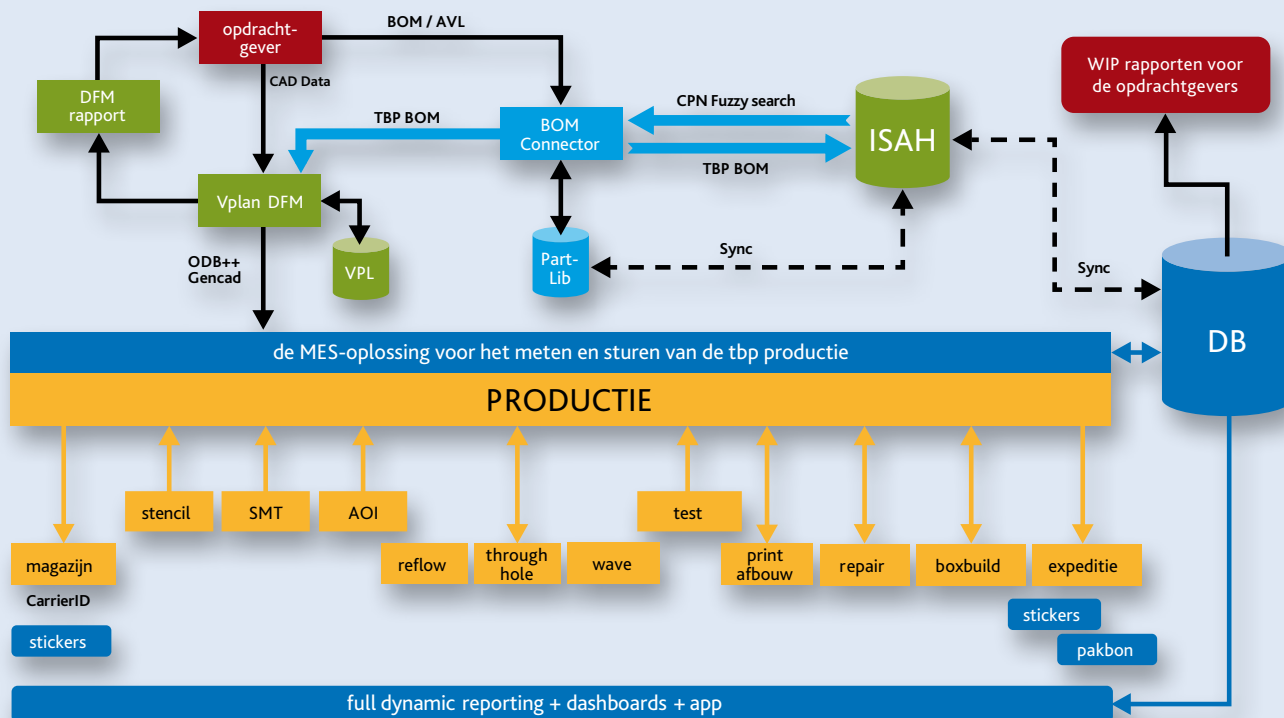 opdracht-
gever
BOM / AVL
WIP rapporten voor
de opdrachtgevers
CAD Data
DFM
rapport
TBP BOM
BOM
Connector
CPN Fuzzy search
TBP BOM
ISAH
Vplan DFM
VPL
ODB++
Gencad
Part-
Lib
Sync
Sync
DB
de MES-oplossing voor het meten en sturen van de tbp productie
PRODUCTIE
stencil
SMT
AOI
test
magazijn
reflow
through
hole
wave
print
afbouw
repair
boxbuild
expeditie
CarrierID
stickers
stickers
pakbon
full dynamic reporting + dashboards + app